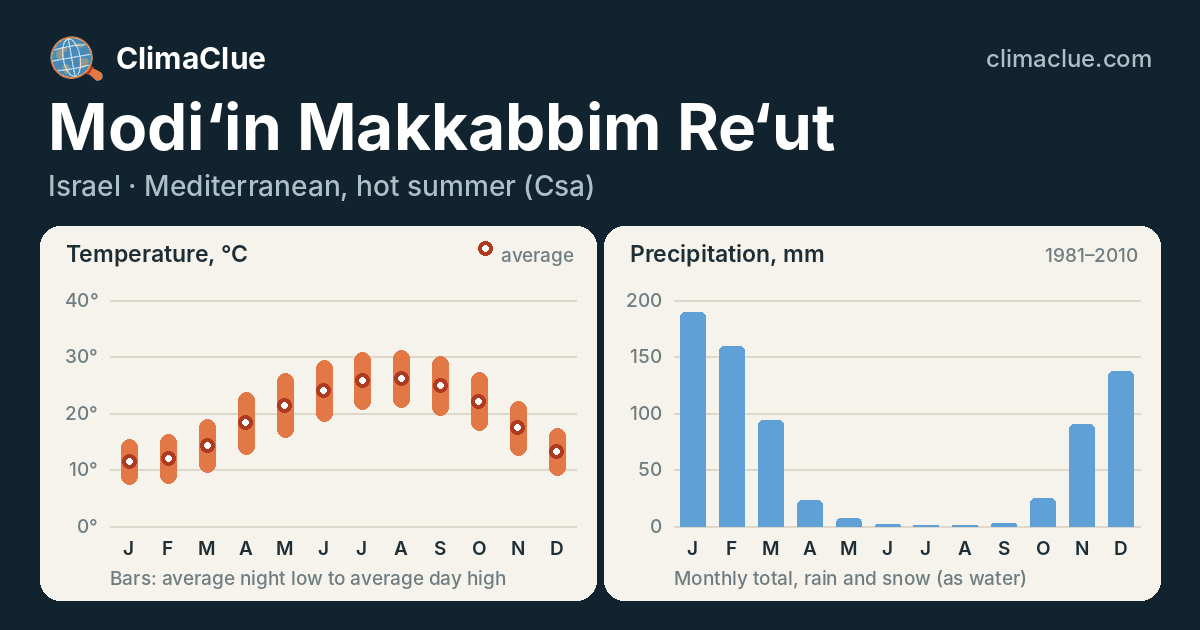 ClimaClue
climaclue.com
Modi‘in Makkabbim Re‘ut
Israel · Mediterranean, hot summer (Csa)
Temperature, °C
average
40°
30°
20°
10°
0°
J F M A M J J A S O N D
Bars: average night low to average day high
Precipitation, mm
1981–2010
200
150
100
50
0
J F M A M J J A S O N D
Monthly total, rain and snow (as water)